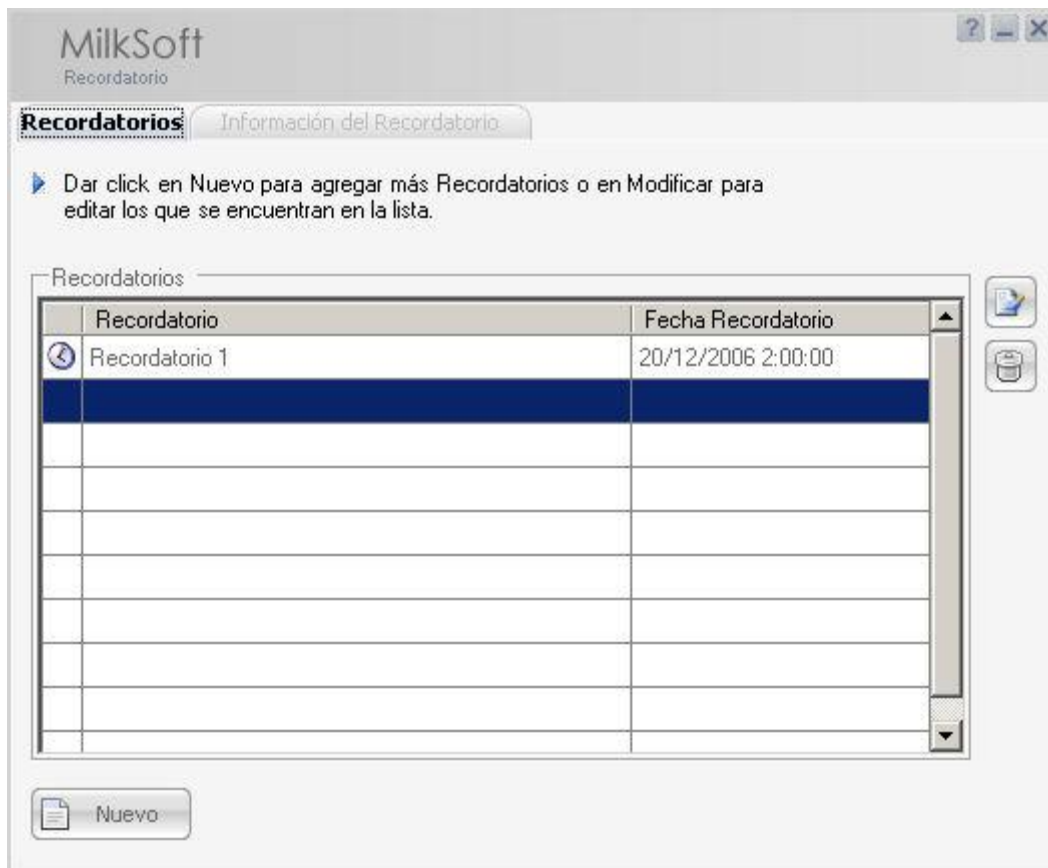 MilkSoft
Recordatorio
?
Recordatorios Información del Recordatorio
Dar click en Nuevo para agregar más Recordatorios o en Modificar para
editar los que se encuentran en la lista.
Recordatorios
Recordatorio Fecha Recordatorio
Recordatorio 1 20/12/2006 2:00:00
Nuevo